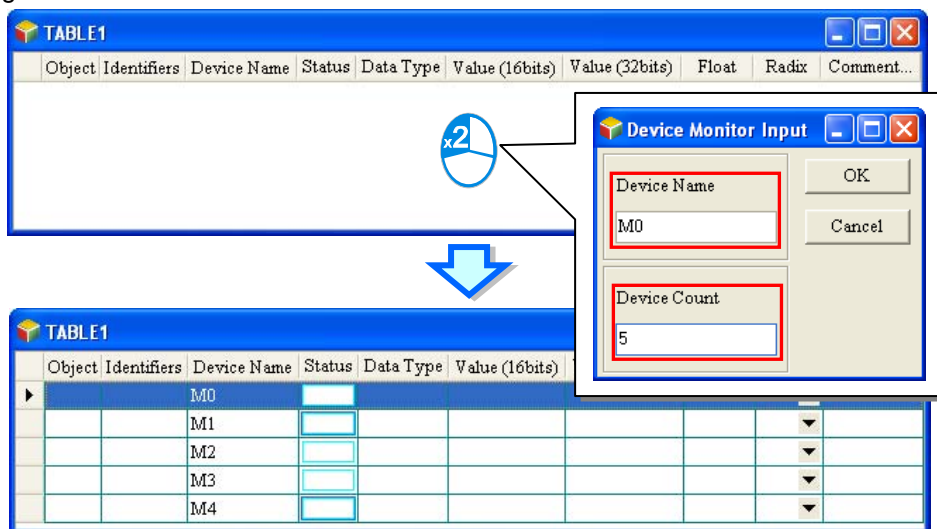 TABLE1
Object Identifiers Device Name Status Data Type Value (16bits) Value (32bits) Float Radix Comment...
x2
Device Monitor Input
Device Name
OK
M0
Cancel
Device Count
5
TABLE1
Object Identifiers Device Name Status Data Type Value (16bits)
M0
M1
M2
M3
M4